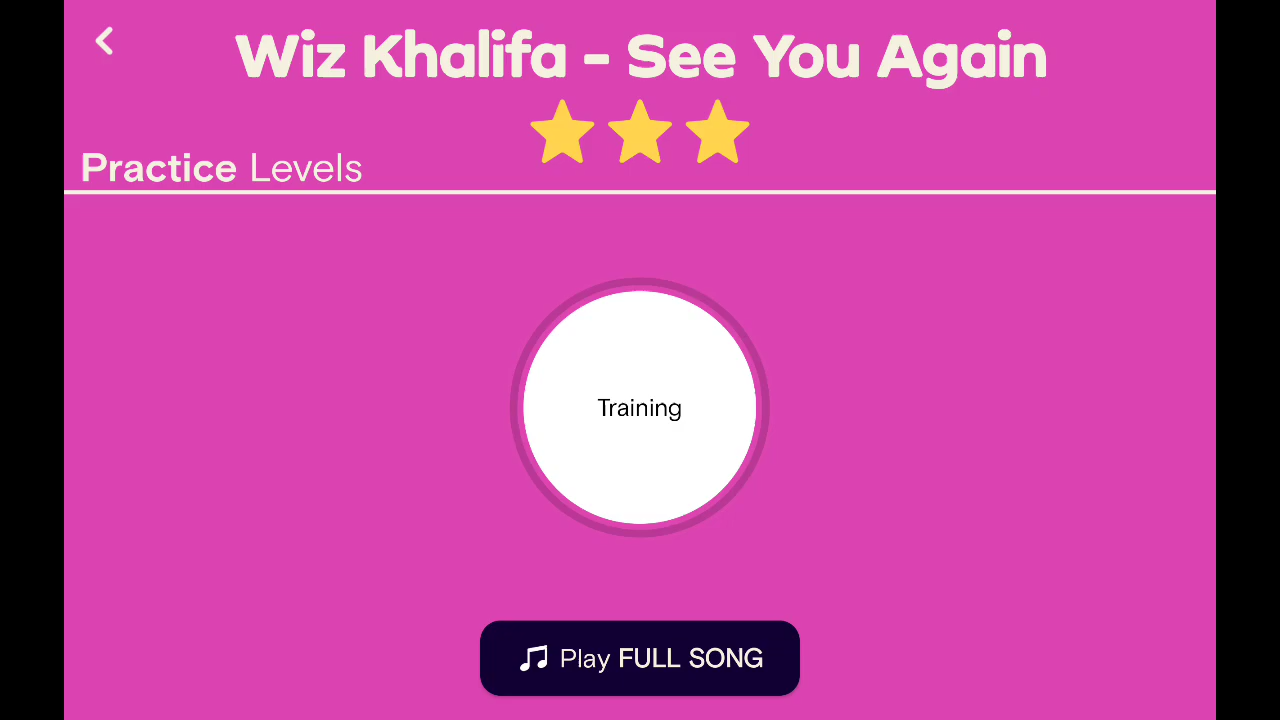 Wiz Khalifa - See You Again
Practice Levels
Training
Play FULL SONG